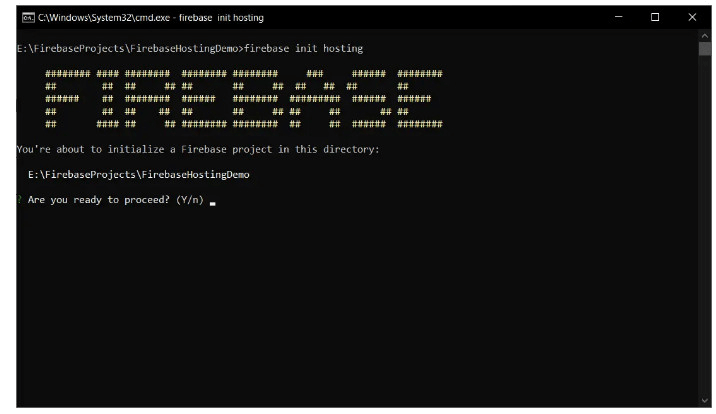 C:\Windows\System32\cmd.exe - firebase  init hosting
E:\FirebaseProjects\FirebaseHostingDemo>firebase init hosting
FIREBASE
You're about to initialize a Firebase project in this directory:
E:\FirebaseProjects\FirebaseHostingDemo
? Are you ready to proceed? (Y/n)